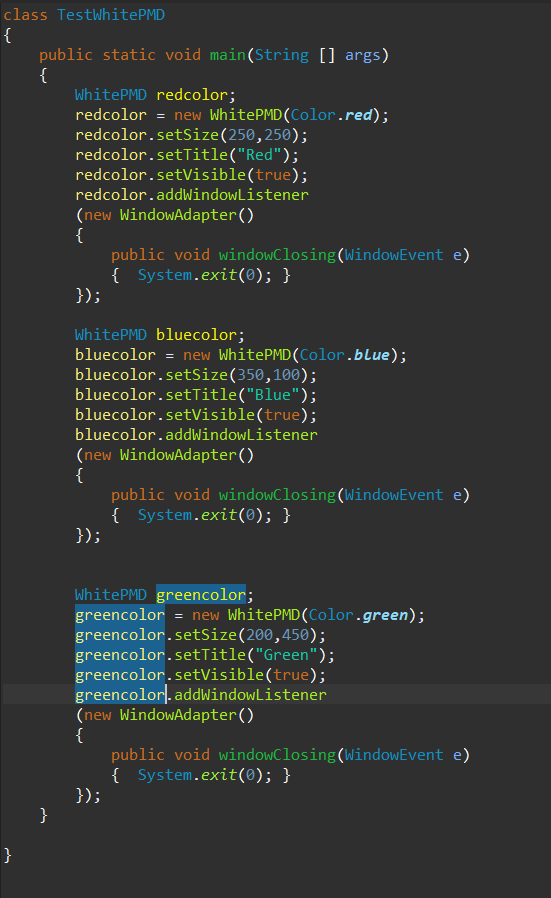 class TestWhitePMD
{
    public static void main(String [] args)
    {
        WhitePMD redcolor;
        redcolor = new WhitePMD(Color.red);
        redcolor.setSize(250,250);
        redcolor.setTitle("Red");
        redcolor.setVisible(true);
        redcolor.addWindowListener
        (new WindowAdapter()
        {
            public void windowClosing(WindowEvent e)
            {  System.exit(0); }
        });
        WhitePMD bluecolor;
        bluecolor = new WhitePMD(Color.blue);
        bluecolor.setSize(350,100);
        bluecolor.setTitle("Blue");
        bluecolor.setVisible(true);
        bluecolor.addWindowListener
        (new WindowAdapter()
        {
            public void windowClosing(WindowEvent e)
            {  System.exit(0); }
        });
        WhitePMD greencolor;
        greencolor = new WhitePMD(Color.green);
        greencolor.setSize(200,450);
        greencolor.setTitle("Green");
        greencolor.setVisible(true);
        greencolor.addWindowListener
        (new WindowAdapter()
        {
            public void windowClosing(WindowEvent e)
            {  System.exit(0); }
        });
    }
}